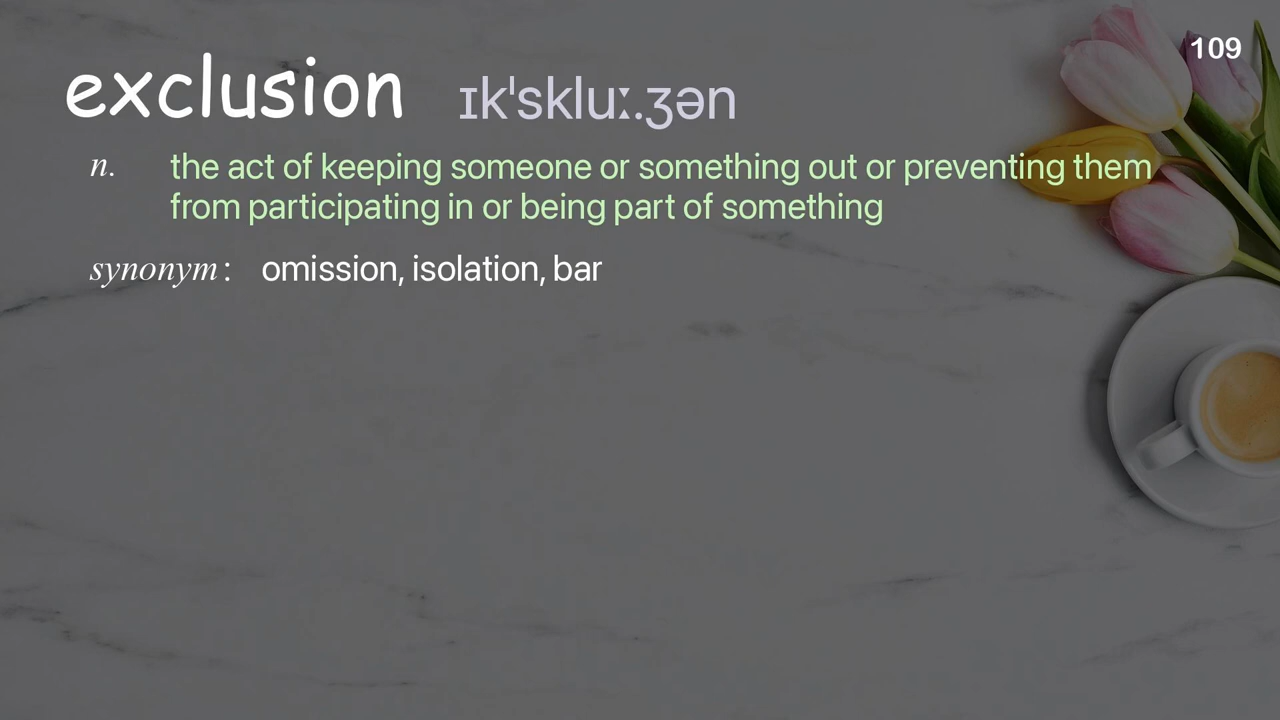 109
exclusion ɪkˈskluː.ʒən
n. the act of keeping someone or something out or preventing them
from participating in or being part of something
synonym: omission, isolation, bar